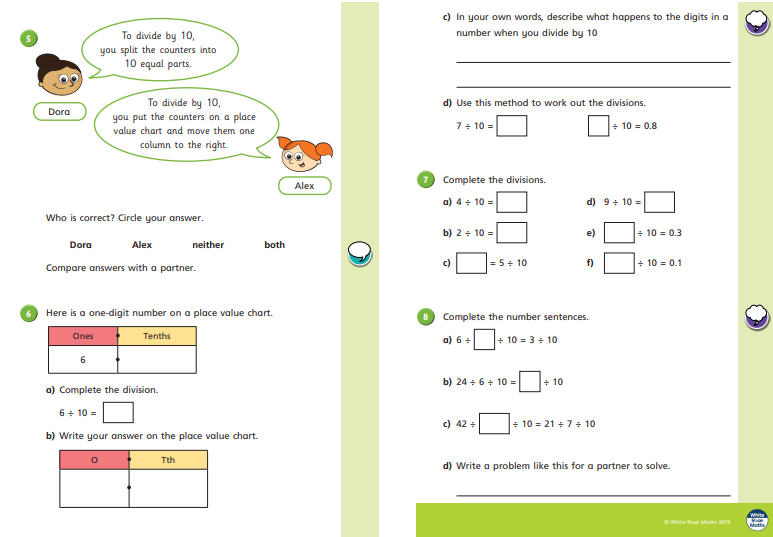 5
To divide by 10,
you split the counters into
10 equal parts.
Dora
To divide by 10,
you put the counters on a place
value chart and move them one
column to the right.
Alex
Who is correct? Circle your answer.
Dora Alex neither both
Compare answers with a partner.
6 Here is a one-digit number on a place value chart.
Ones Tenths
6
a) Complete the division.
6 ÷ 10 =
b) Write your answer on the place value chart.
O Tth
c) In your own words, describe what happens to the digits in a
number when you divide by 10
d) Use this method to work out the divisions.
7 ÷ 10 = ÷ 10 = 0.8
7 Complete the divisions.
a) 4 ÷ 10 = d) 9 ÷ 10 =
b) 2 ÷ 10 = e) ÷ 10 = 0.3
c) = 5 ÷ 10 f) ÷ 10 = 0.1
8 Complete the number sentences.
a) 6 ÷ ÷ 10 = 3 ÷ 10
b) 24 ÷ 6 ÷ 10 = ÷ 10
c) 42 ÷ ÷ 10 = 21 ÷ 7 ÷ 10
d) Write a problem like this for a partner to solve.
© White Rose Maths 2019
White
Rose
Maths